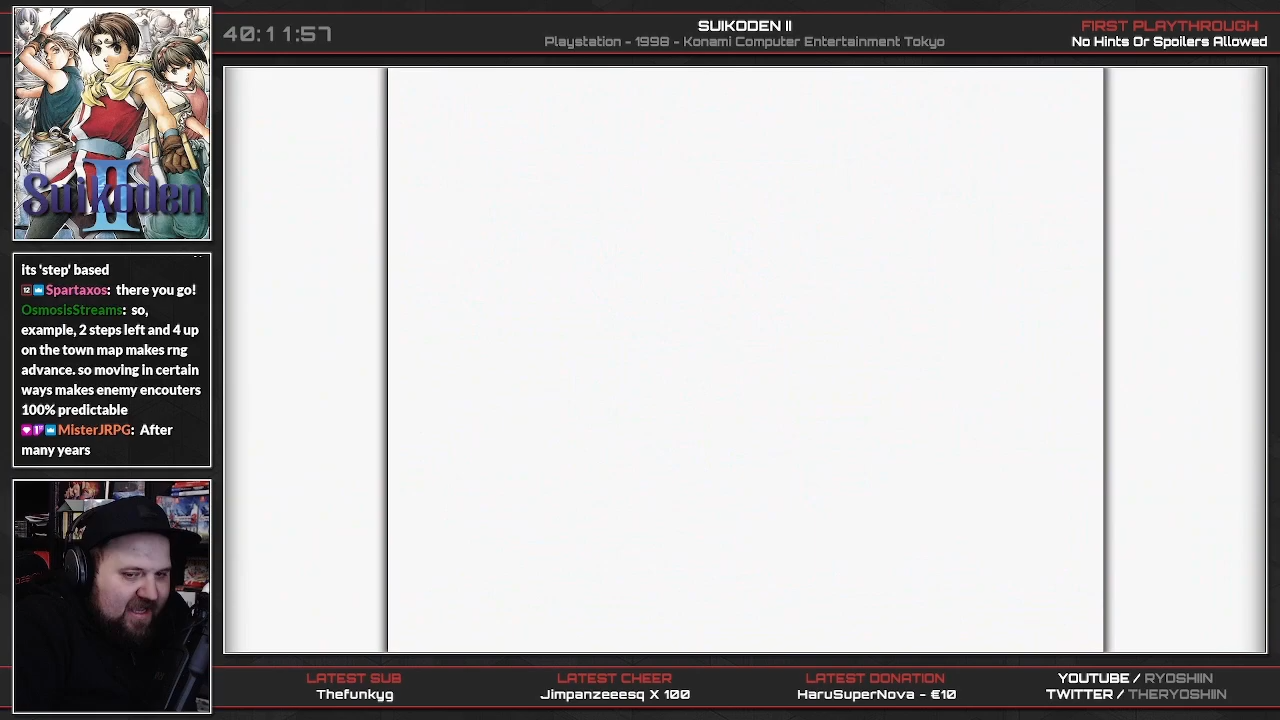 40:11:57
SUIKODEN II
Playstation - 1998 - Konami Computer Entertainment Tokyo
FIRST PLAYTHROUGH
No Hints Or Spoilers Allowed
Suikoden
II
its 'step' based
12 Spartaxos: there you go!
OsmosisStreams: so,
example, 2 steps left and 4 up
on the town map makes rng
advance. so moving in certain
ways makes enemy encouters
100% predictable
MisterJRPG: After
many years
LATEST SUB
Thefunkyg
LATEST CHEER
Jimpanzeeesq X 100
LATEST DONATION
HaruSuperNova - €10
YOUTUBE / RYOSHIIN
TWITTER / THERYOSHIIN